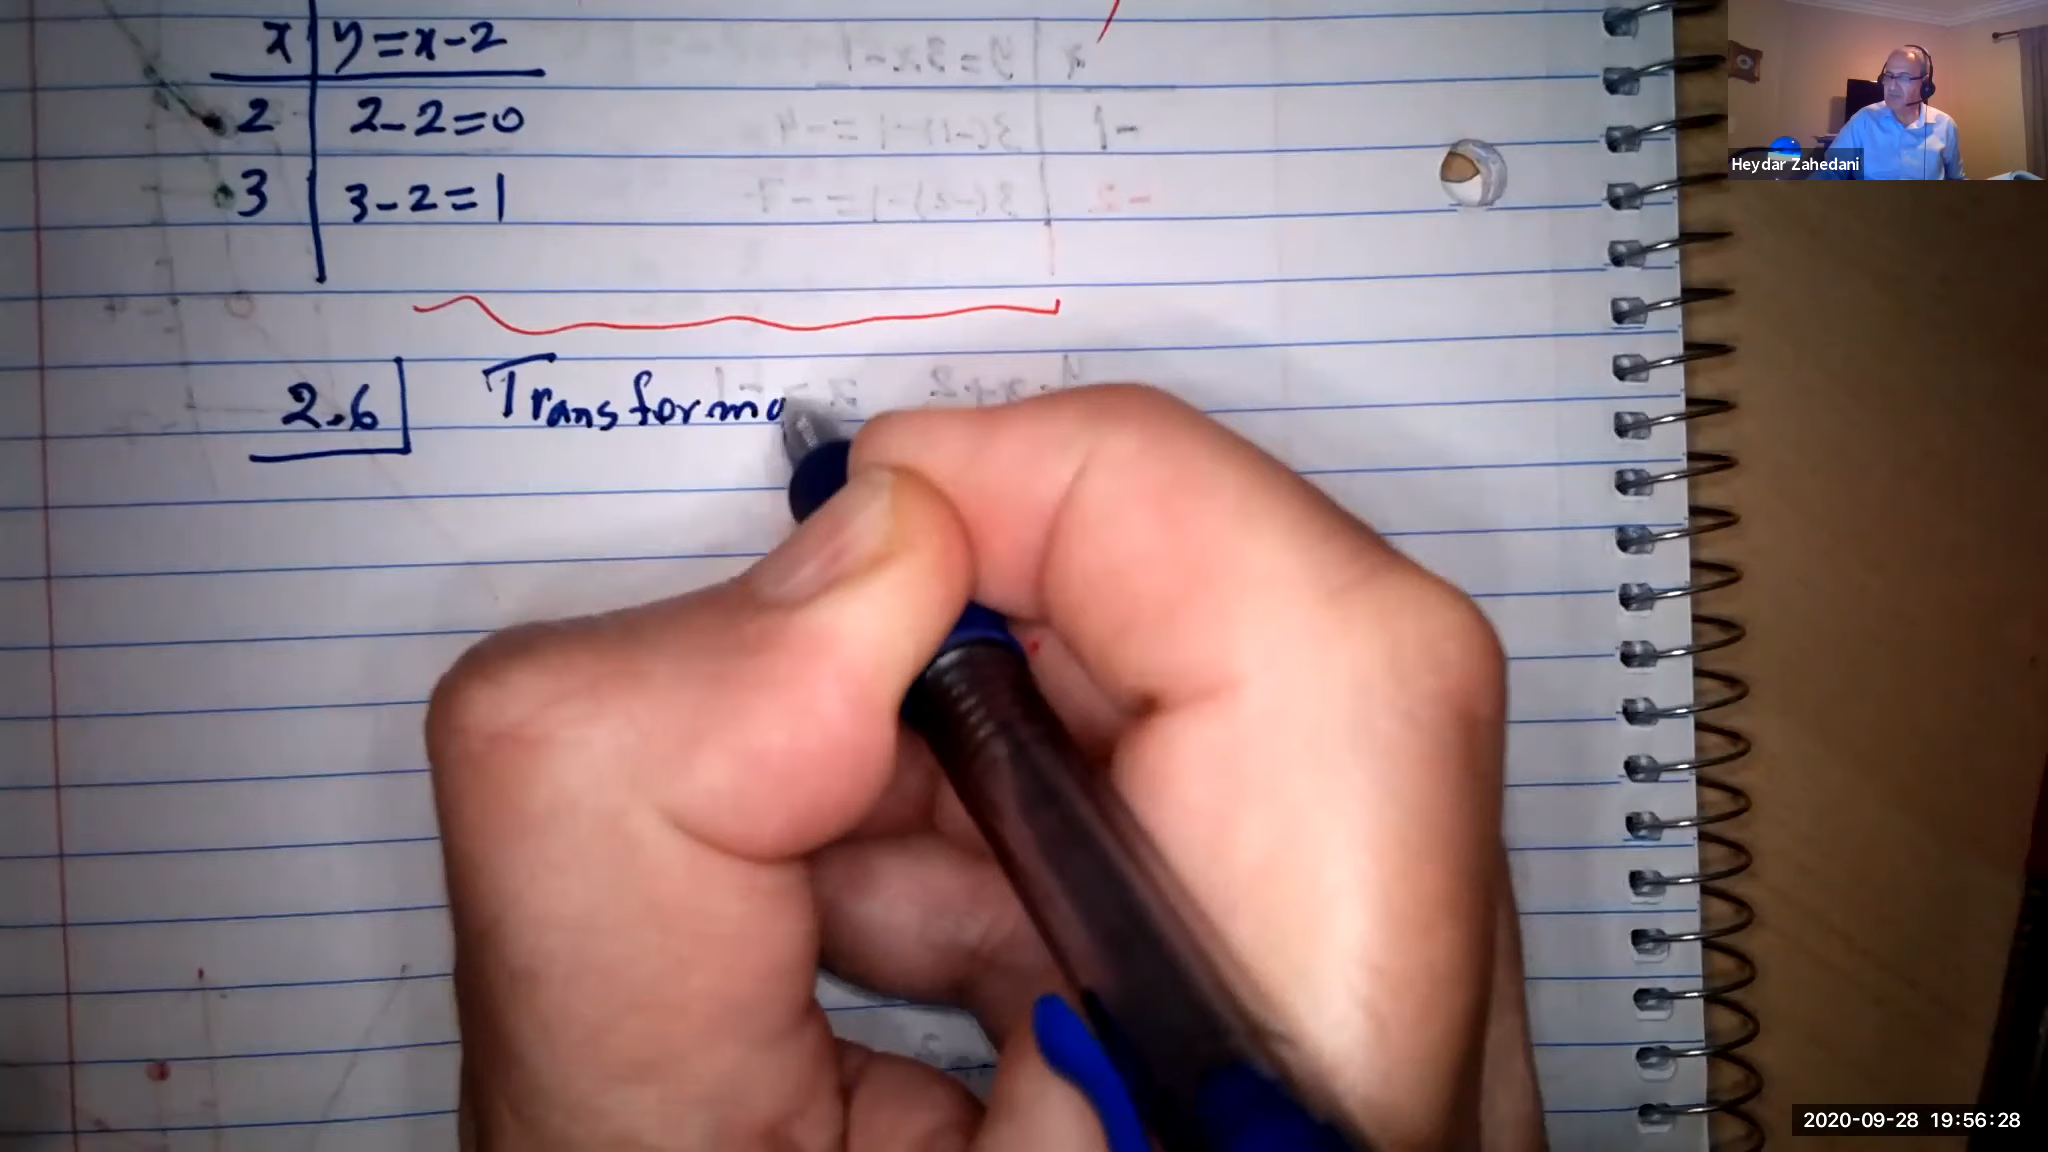 x | y=x-2
2 | 2-2=0
3 | 3-2=1
2.6 Transforma
Heydar Zahedani
2020-09-28 19:56:28